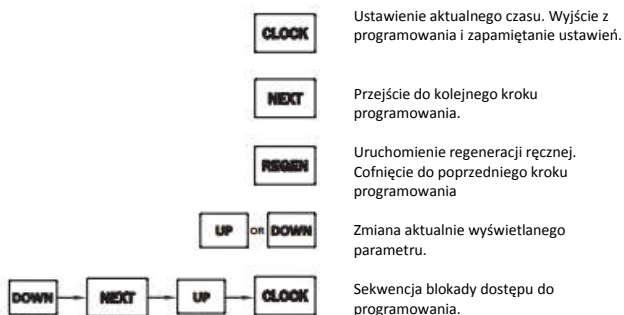 CLOCK
Ustawienie aktualnego czasu. Wyjście z
programowania i zapamiętanie ustawień.
NEXT
Przejście do kolejnego kroku
programowania.
REGEN
Uruchomienie regeneracji ręcznej.
Cofnięcie do poprzedniego kroku
programowania
UP OR DOWN
Zmiana aktualnie wyświetlanego
parametru.
DOWN NEXT UP CLOCK
Sekwencja blokady dostępu do
programowania.